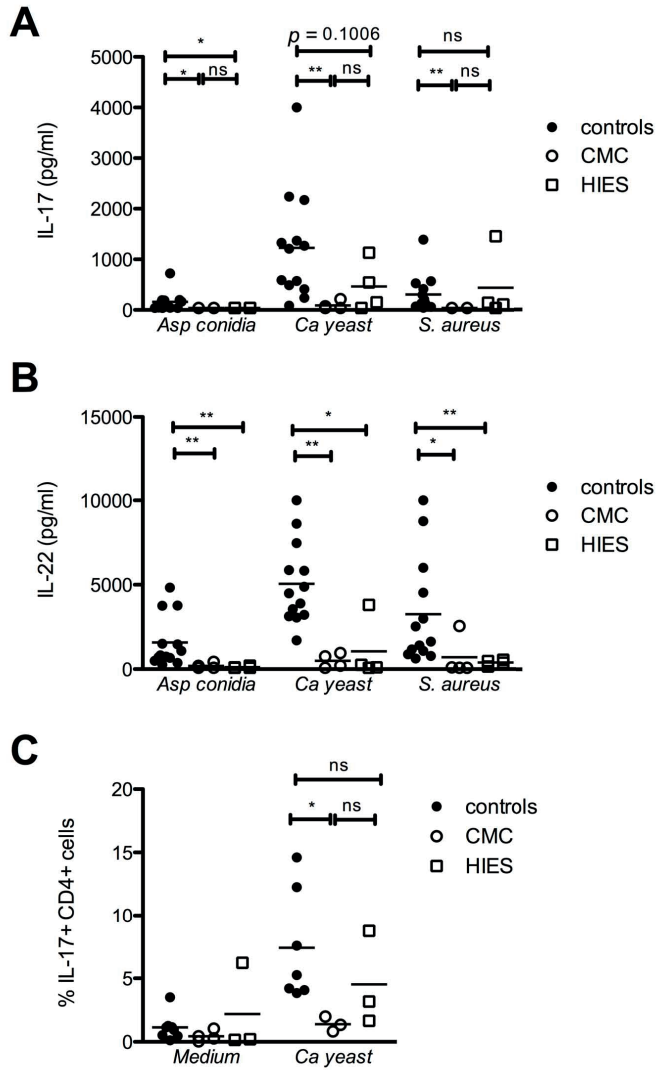 A
IL-17 (pg/ml)
5000
4000
3000
2000
1000
0
*
* ns
p = 0.1006
** ns
ns
** ns
Asp conidia Ca yeast S. aureus
controls
CMC
HIES
B
IL-22 (pg/ml)
15000
10000
5000
0
**
**
*
**
**
*
Asp conidia Ca yeast S. aureus
controls
CMC
HIES
C
% IL-17+ CD4+ cells
20
15
10
5
0
ns
* ns
Medium Ca yeast
controls
CMC
HIES